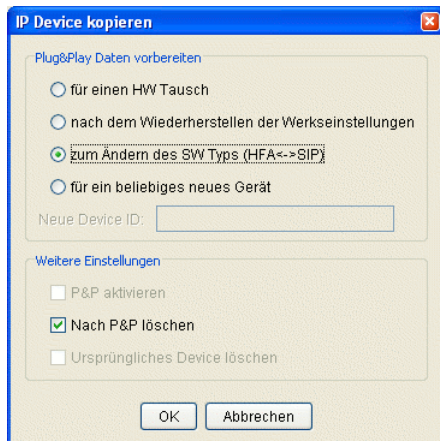 IP Device kopieren
Plug&Play Daten vorbereiten
für einen HW Tausch
nach dem Wiederherstellen der Werkseinstellungen
zum Ändern des SW Typs (HFA<->SIP)
für ein beliebiges neues Gerät
Neue Device ID:
Weitere Einstellungen
P&P aktivieren
Nach P&P löschen
Ursprüngliches Device löschen
OK Abbrechen